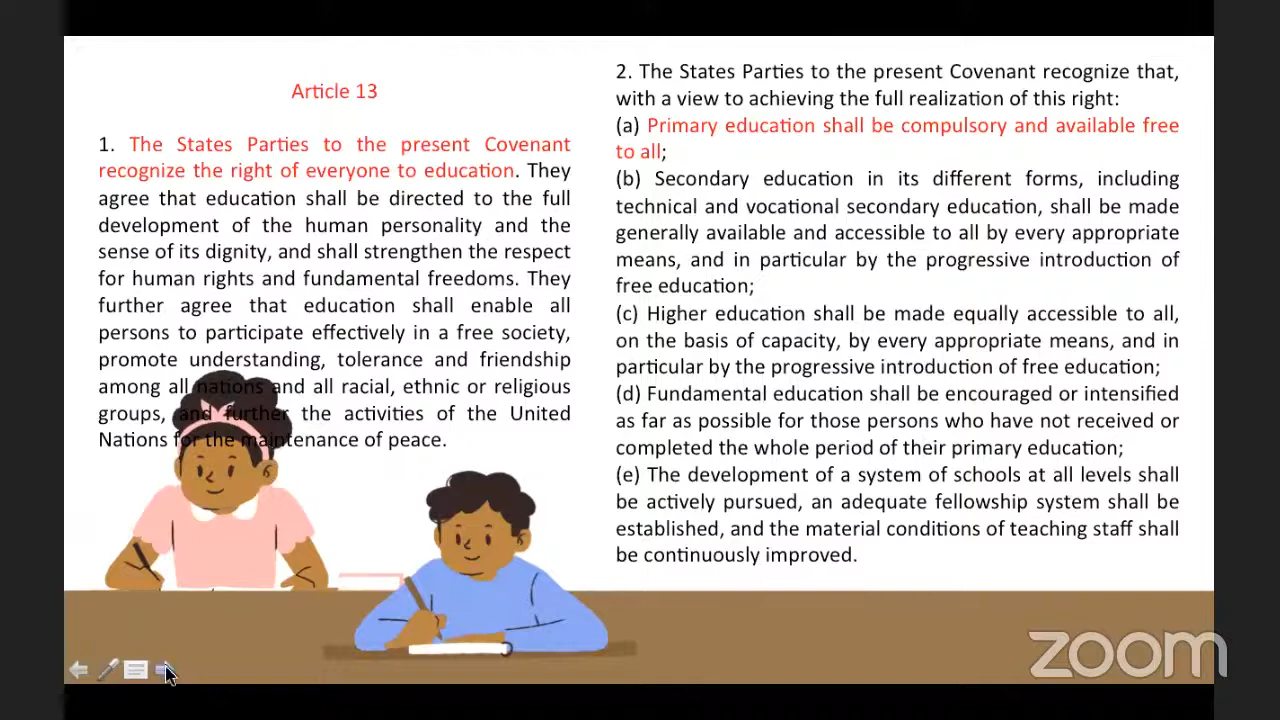 Article 13
1. The States Parties to the present Covenant
recognize the right of everyone to education. They
agree that education shall be directed to the full
development of the human personality and the
sense of its dignity, and shall strengthen the respect
for human rights and fundamental freedoms. They
further agree that education shall enable all
persons to participate effectively in a free society,
promote understanding, tolerance and friendship
among all nations and all racial, ethnic or religious
groups, and further the activities of the United
Nations for the maintenance of peace.
2. The States Parties to the present Covenant recognize that,
with a view to achieving the full realization of this right:
(a) Primary education shall be compulsory and available free
to all;
(b) Secondary education in its different forms, including
technical and vocational secondary education, shall be made
generally available and accessible to all by every appropriate
means, and in particular by the progressive introduction of
free education;
(c) Higher education shall be made equally accessible to all,
on the basis of capacity, by every appropriate means, and in
particular by the progressive introduction of free education;
(d) Fundamental education shall be encouraged or intensified
as far as possible for those persons who have not received or
completed the whole period of their primary education;
(e) The development of a system of schools at all levels shall
be actively pursued, an adequate fellowship system shall be
established, and the material conditions of teaching staff shall
be continuously improved.
zoom